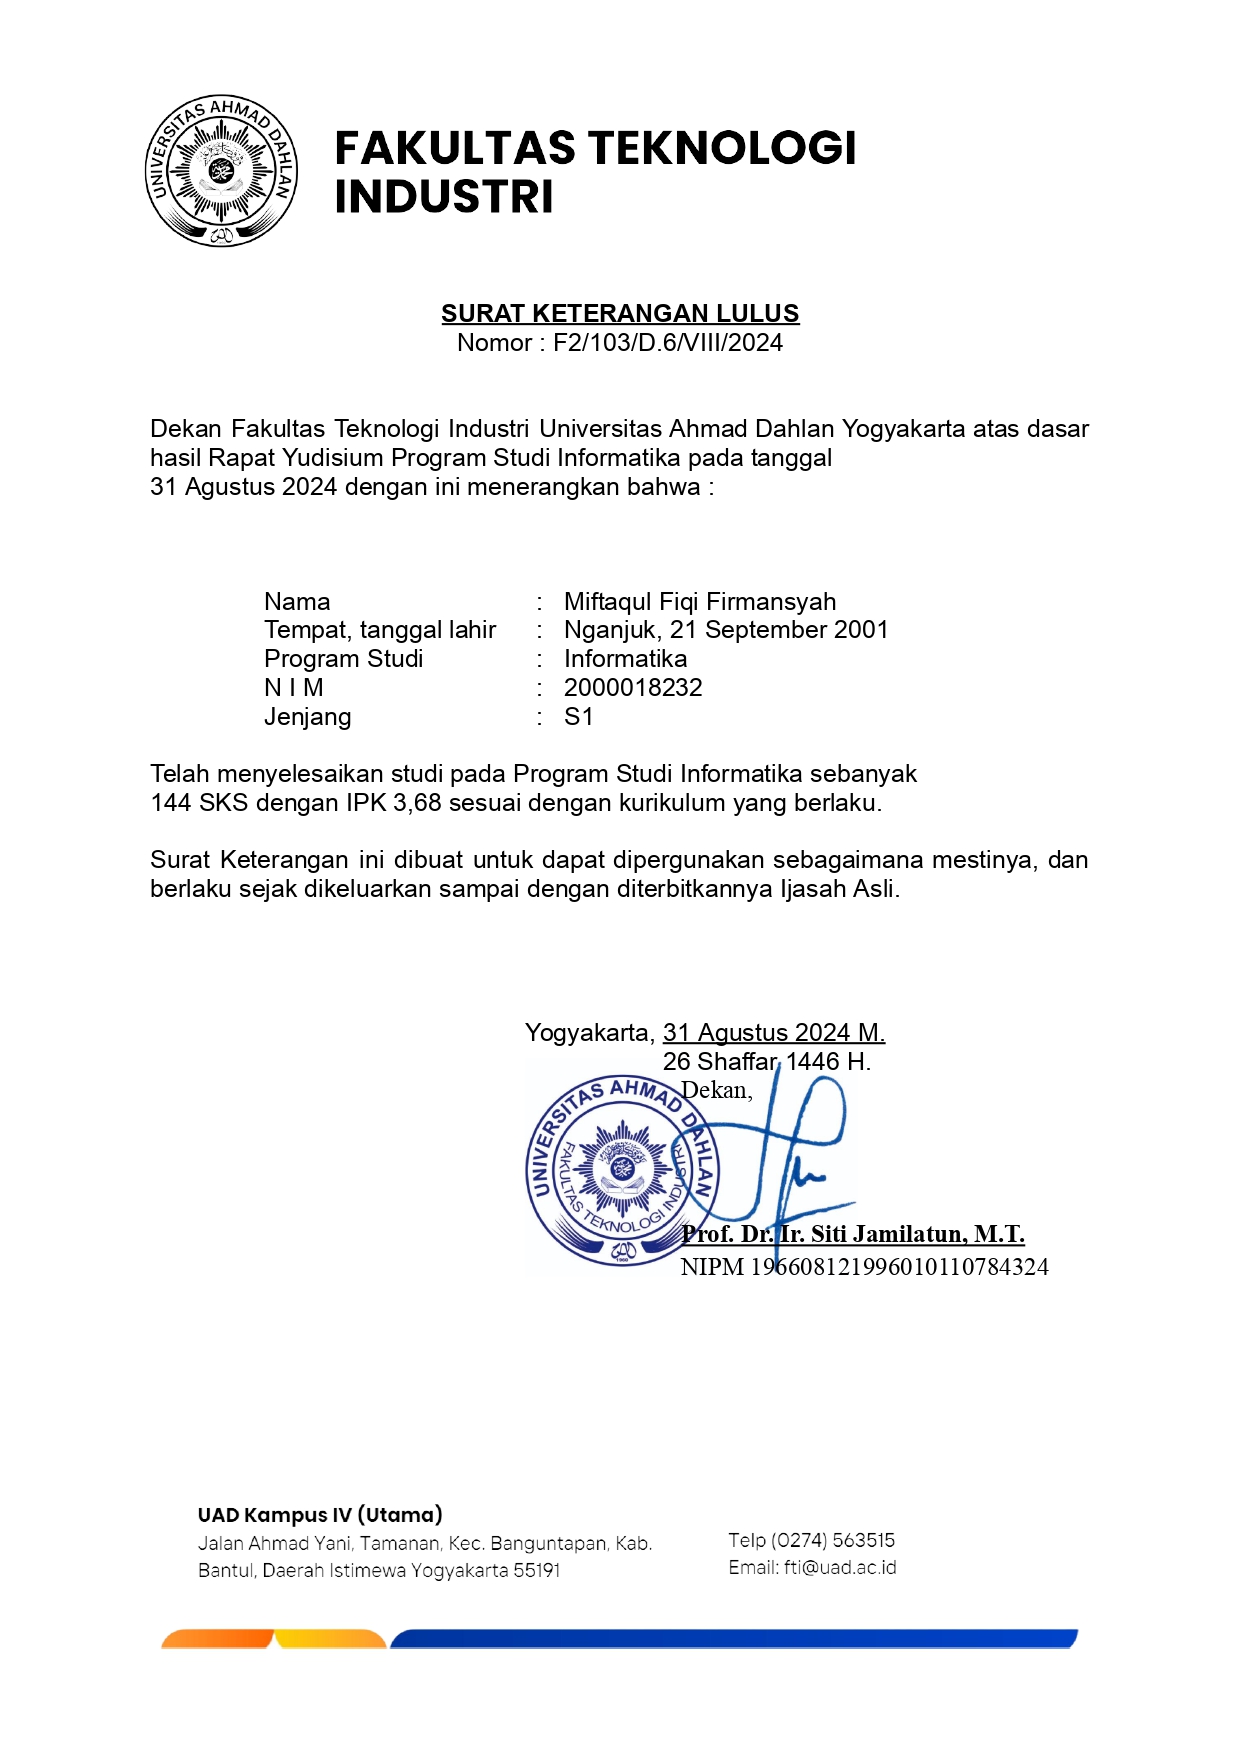 UNIVERSITAS AHMAD DAHLAN
FAKULTAS TEKNOLOGI
INDUSTRI
SURAT KETERANGAN LULUS
Nomor : F2/103/D.6/VIII/2024
Dekan Fakultas Teknologi Industri Universitas Ahmad Dahlan Yogyakarta atas dasar
hasil Rapat Yudisium Program Studi Informatika pada tanggal
31 Agustus 2024 dengan ini menerangkan bahwa :
Nama : Miftaqul Fiqi Firmansyah
Tempat, tanggal lahir : Nganjuk, 21 September 2001
Program Studi : Informatika
N I M : 2000018232
Jenjang : S1
Telah menyelesaikan studi pada Program Studi Informatika sebanyak
144 SKS dengan IPK 3,68 sesuai dengan kurikulum yang berlaku.
Surat Keterangan ini dibuat untuk dapat dipergunakan sebagaimana mestinya, dan
berlaku sejak dikeluarkan sampai dengan diterbitkannya Ijasah Asli.
Yogyakarta, 31 Agustus 2024 M.
26 Shaffar 1446 H.
Dekan,
UNIVERSITAS AHMAD DAHLAN
FAKULTAS TEKNOLOGI INDUSTRI
1960
Prof. Dr. Ir. Siti Jamilatun, M.T.
NIPM 196608121996010110784324
UAD Kampus IV (Utama)
Jalan Ahmad Yani, Tamanan, Kec. Banguntapan, Kab.
Bantul, Daerah Istimewa Yogyakarta 55191
Telp (0274) 563515
Email: fti@uad.ac.id